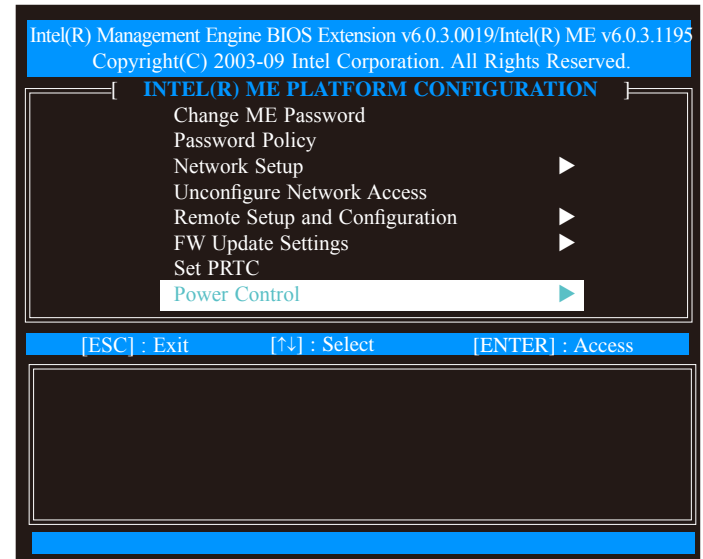 Intel(R) Management Engine BIOS Extension v6.0.3.0019/Intel(R) ME v6.0.3.1195
Copyright(C) 2003-09 Intel Corporation. All Rights Reserved.
[ INTEL(R) ME PLATFORM CONFIGURATION ]
Change ME Password
Password Policy
Network Setup ▶
Unconfigure Network Access
Remote Setup and Configuration ▶
FW Update Settings ▶
Set PRTC
Power Control ▶
[ESC] : Exit [↑↓] : Select [ENTER] : Access